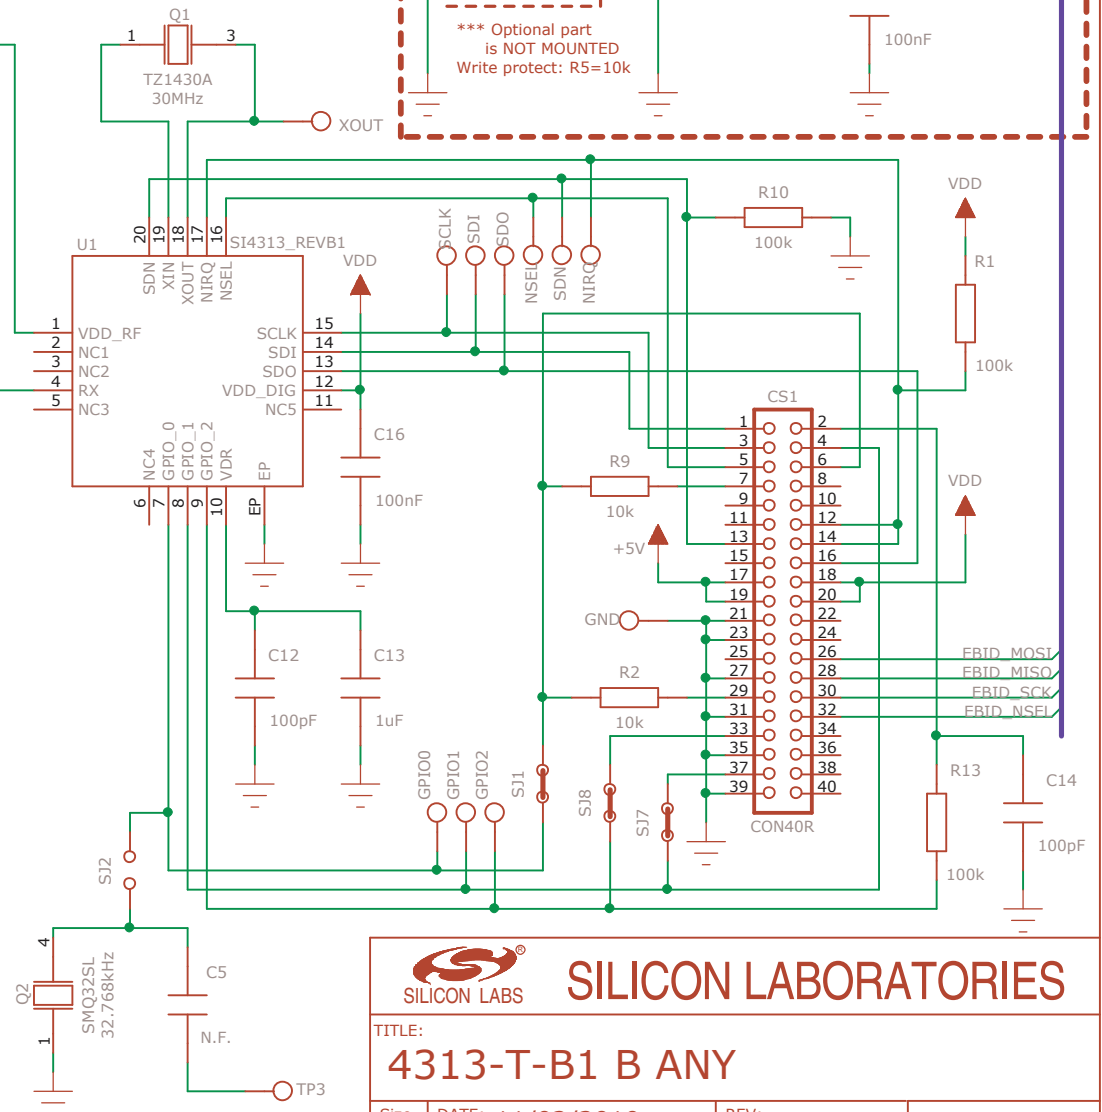 Q1
1
3
TZ1430A
30MHz
XOUT
*** Optional part
is NOT MOUNTED
Write protect: R5=10k
100nF
U1
SI4313_REVB1
20
19
18
17
16
SDN
XIN
XOUT
NIRQ
NSEL
1
2
3
4
5
VDD_RF
NC1
NC2
RX
NC3
SCLK
SDI
SDO
VDD_DIG
NC5
15
14
13
12
11
NC4
GPIO_0
GPIO_1
GPIO_2
VDR
EP
6
7
8
9
10
EP
VDD
SCLK
SDI
SDO
NSEL
SDN
NIRQ
R10
100k
VDD
R1
100k
C16
100nF
CS1
R9
10k
+5V
GND
R2
10k
1
3
5
7
9
11
13
15
17
19
21
23
25
27
29
31
33
35
37
39
2
4
6
8
10
12
14
16
18
20
22
24
26
28
30
32
34
36
38
40
CON40R
VDD
EBID_MOSI
EBID_MISO
EBID_SCK
EBID_NSEL
C12
100pF
C13
1uF
GPIO0
GPIO1
GPIO2
SJ1
SJ8
SJ7
R13
100k
C14
100pF
SJ2
4
Q2
1
SMQ32SL
32.768kHz
C5
N.F.
TP3
®
SILICON LABS
SILICON LABORATORIES
TITLE:
4313-T-B1 B ANY